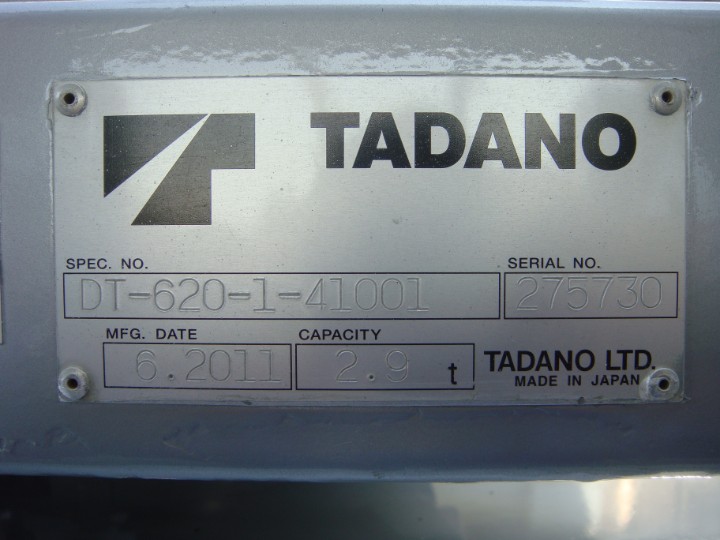 TADANO
SPEC. NO. SERIAL NO.
DT-620-1-41001 275730
MFG. DATE CAPACITY
6.2011 2.9 t TADANO LTD.
MADE IN JAPAN